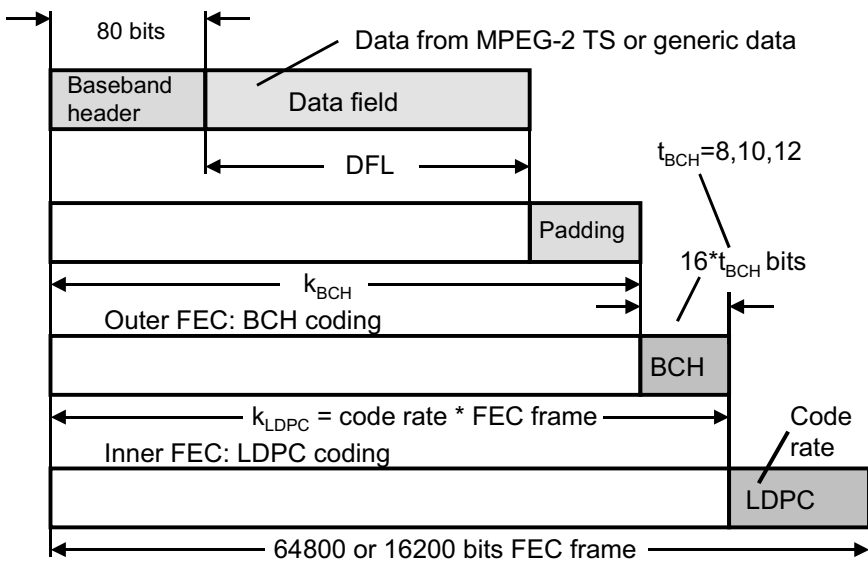 80 bits
Data from MPEG-2 TS or generic data
Baseband
header
Data field
DFL
t_BCH=8,10,12
Padding
16*t_BCH bits
k_BCH
Outer FEC: BCH coding
BCH
k_LDPC = code rate * FEC frame
Code
rate
Inner FEC: LDPC coding
LDPC
64800 or 16200 bits FEC frame